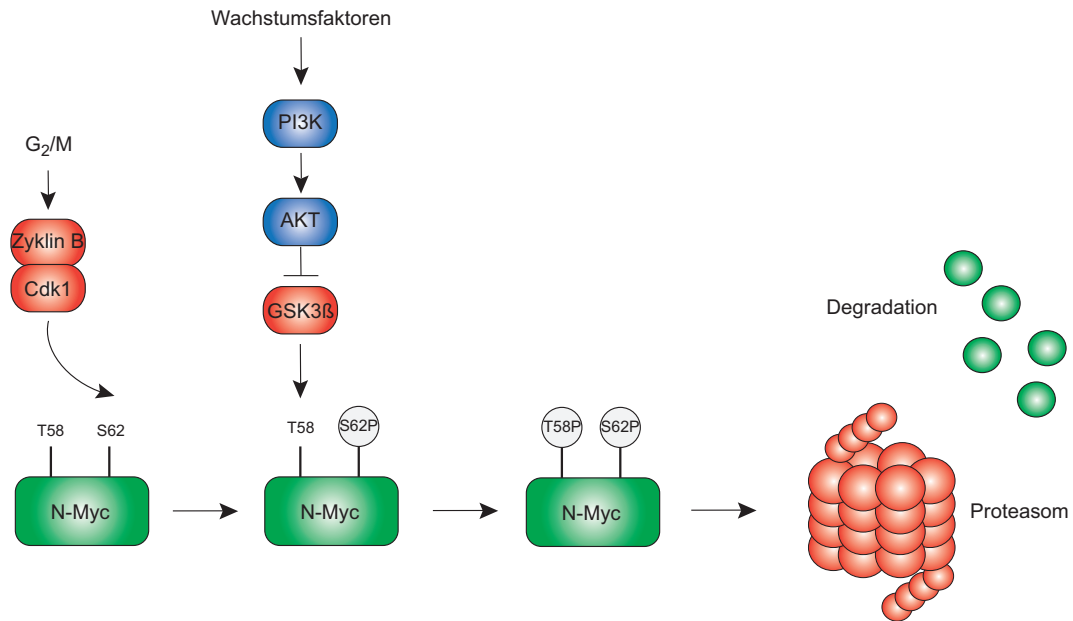 Wachstumsfaktoren
PI3K
G2/M
AKT
Zyklin B
Cdk1
GSK3ß
Degradation
T58 S62
T58 S62P
T58P S62P
N-Myc
N-Myc
N-Myc
Proteasom